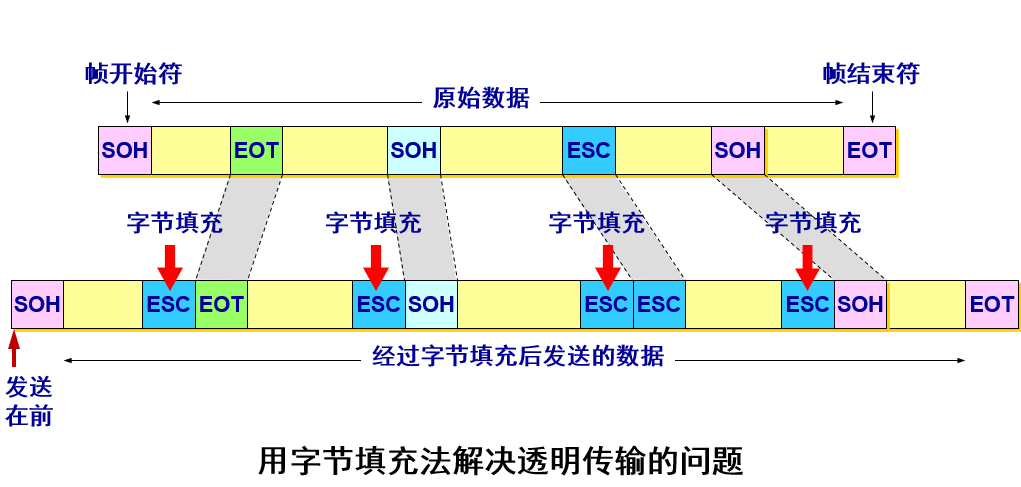 帧开始符
帧结束符
原始数据
SOH EOT SOH ESC SOH EOT
字节填充 字节填充 字节填充 字节填充
SOH ESC EOT ESC SOH ESC ESC ESC SOH EOT
经过字节填充后发送的数据
发送
在前
用字节填充法解决透明传输的问题